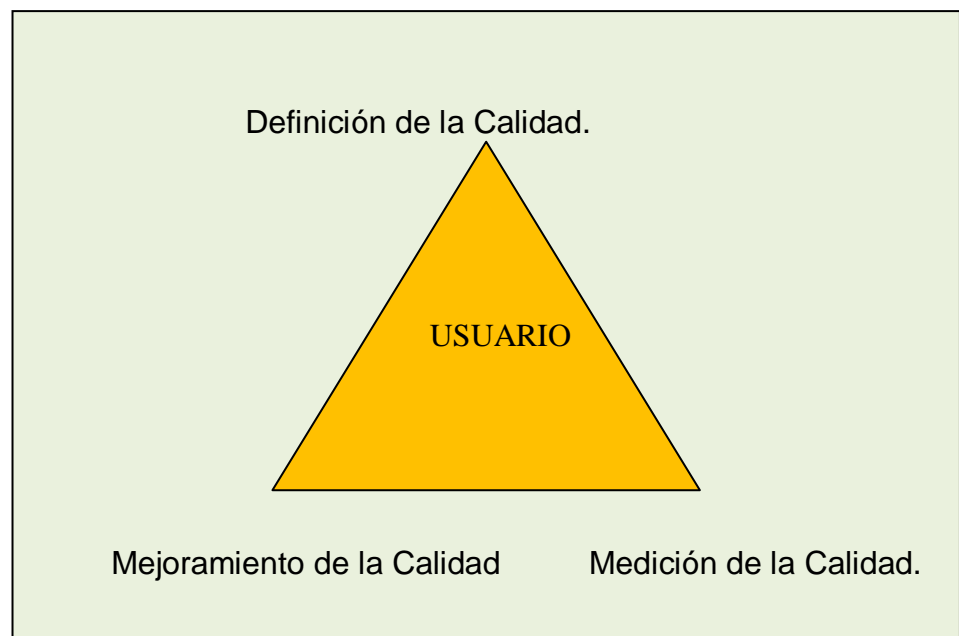 Definición de la Calidad.
USUARIO
Mejoramiento de la Calidad
Medición de la Calidad.